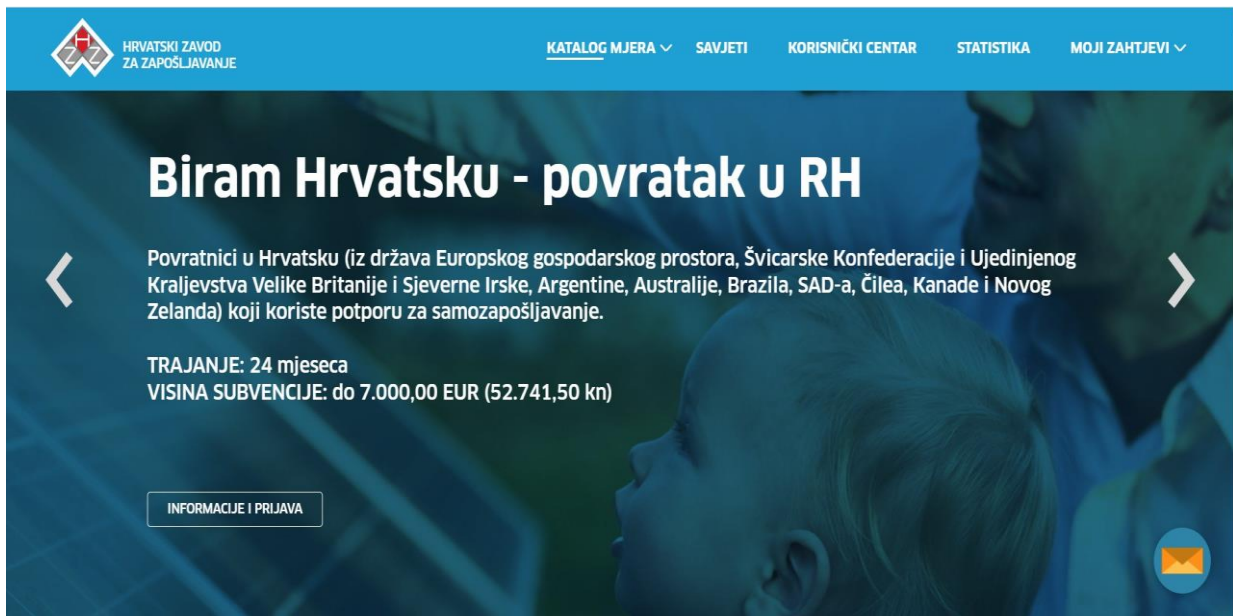 HRVATSKI ZAVOD
ZA ZAPOŠLJAVANJE
KATALOG MJERA
SAVJETI
KORISNIČKI CENTAR
STATISTIKA
MOJI ZAHTJEVI
Biram Hrvatsku - povratak u RH
Povratnici u Hrvatsku (iz država Europskog gospodarskog prostora, Švicarske Konfederacije i Ujedinjenog
Kraljevstva Velike Britanije i Sjeverne Irske, Argentine, Australije, Brazila, SAD-a, Čilea, Kanade i Novog
Zelanda) koji koriste potporu za samozapošljavanje.
TRAJANJE: 24 mjeseca
VISINA SUBVENCIJE: do 7.000,00 EUR (52.741,50 kn)
INFORMACIJE I PRIJAVA